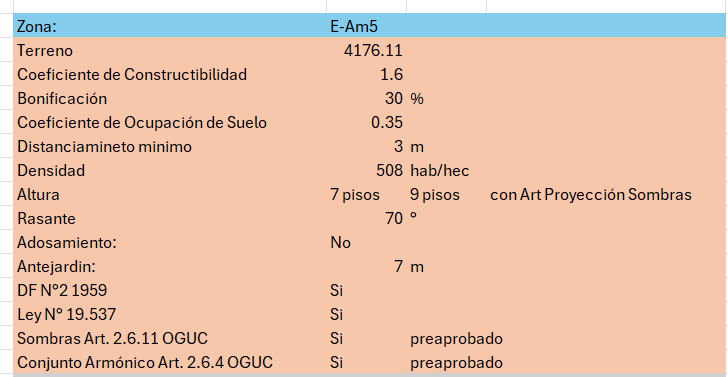 Zona: E-Am5
Terreno 4176.11
Coeficiente de Constructibilidad 1.6
Bonificación 30 %
Coeficiente de Ocupación de Suelo 0.35
Distanciamineto minimo 3 m
Densidad 508 hab/hec
Altura 7 pisos 9 pisos con Art Proyección Sombras
Rasante 70 º
Adosamiento: No
Antejardin: 7 m
DF N°2 1959 Si
Ley N° 19.537 Si
Sombras Art. 2.6.11 OGUC Si preaprobado
Conjunto Armónico Art. 2.6.4 OGUC Si preaprobado